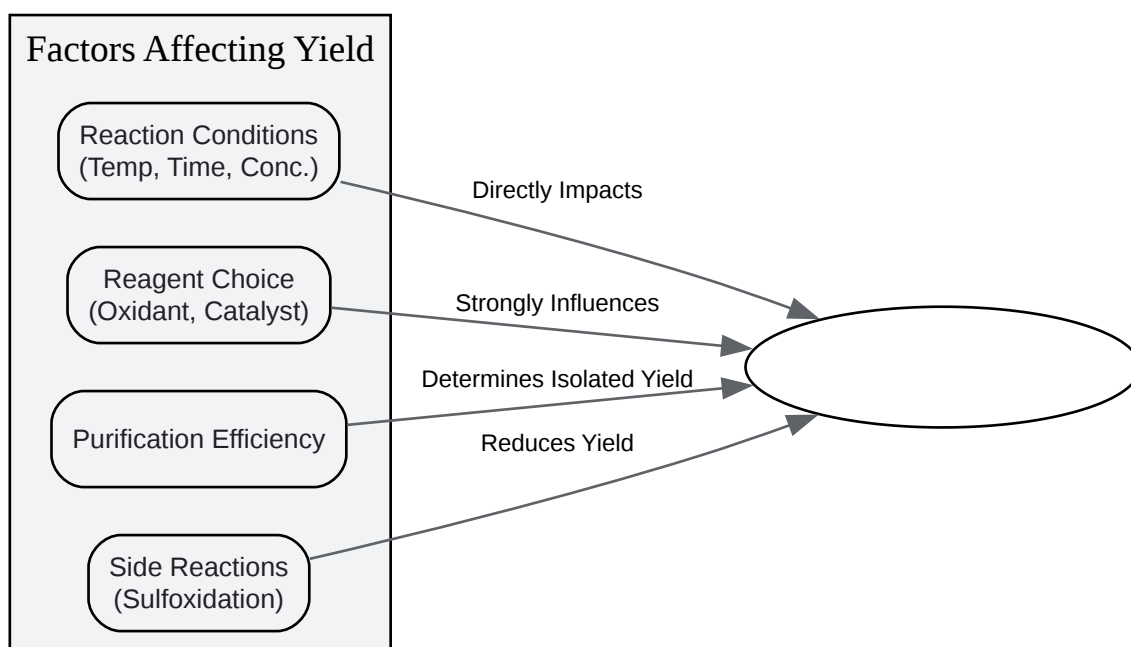 Factors Affecting Yield
Reaction Conditions
(Temp, Time, Conc.)
Directly Impacts
Reagent Choice
(Oxidant, Catalyst)
Strongly Influences
Determines Isolated Yield
Purification Efficiency
Reduces Yield
Side Reactions
(Sulfoxidation)